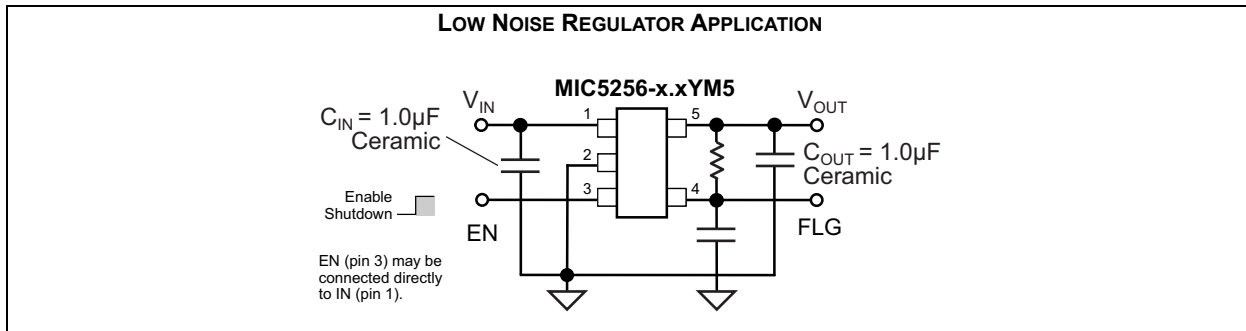 LOW NOISE REGULATOR APPLICATION
MIC5256-x.xYM5
VIN
VOUT
CIN = 1.0µF
Ceramic
1
5
2
COUT = 1.0µF
Ceramic
3
4
Enable
Shutdown
EN
FLG
EN (pin 3) may be
connected directly
to IN (pin 1).